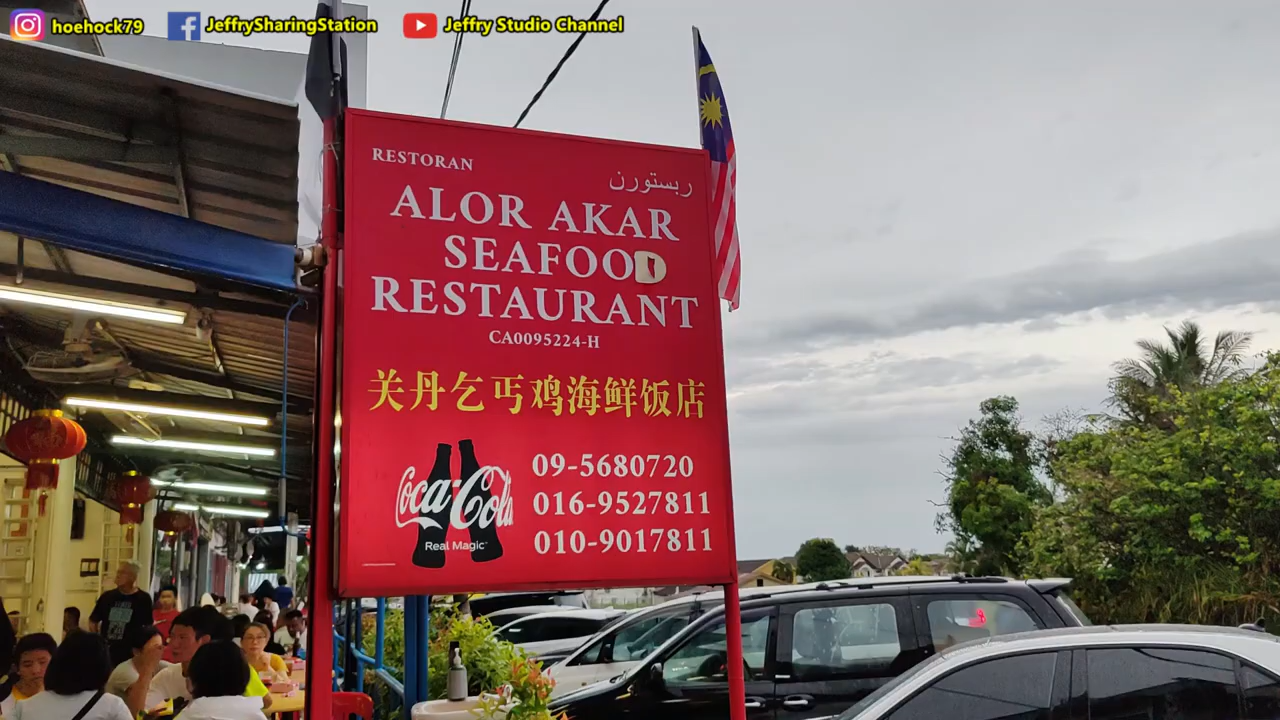 hoehock79 JeffrySharingStation Jeffry Studio Channel
RESTORAN
ريستورن
ALOR AKAR
SEAFOOD
RESTAURANT
CA0095224-H
关丹乞丐鸡海鲜饭店
Coca-Cola
Real Magic
09-5680720
016-9527811
010-9017811